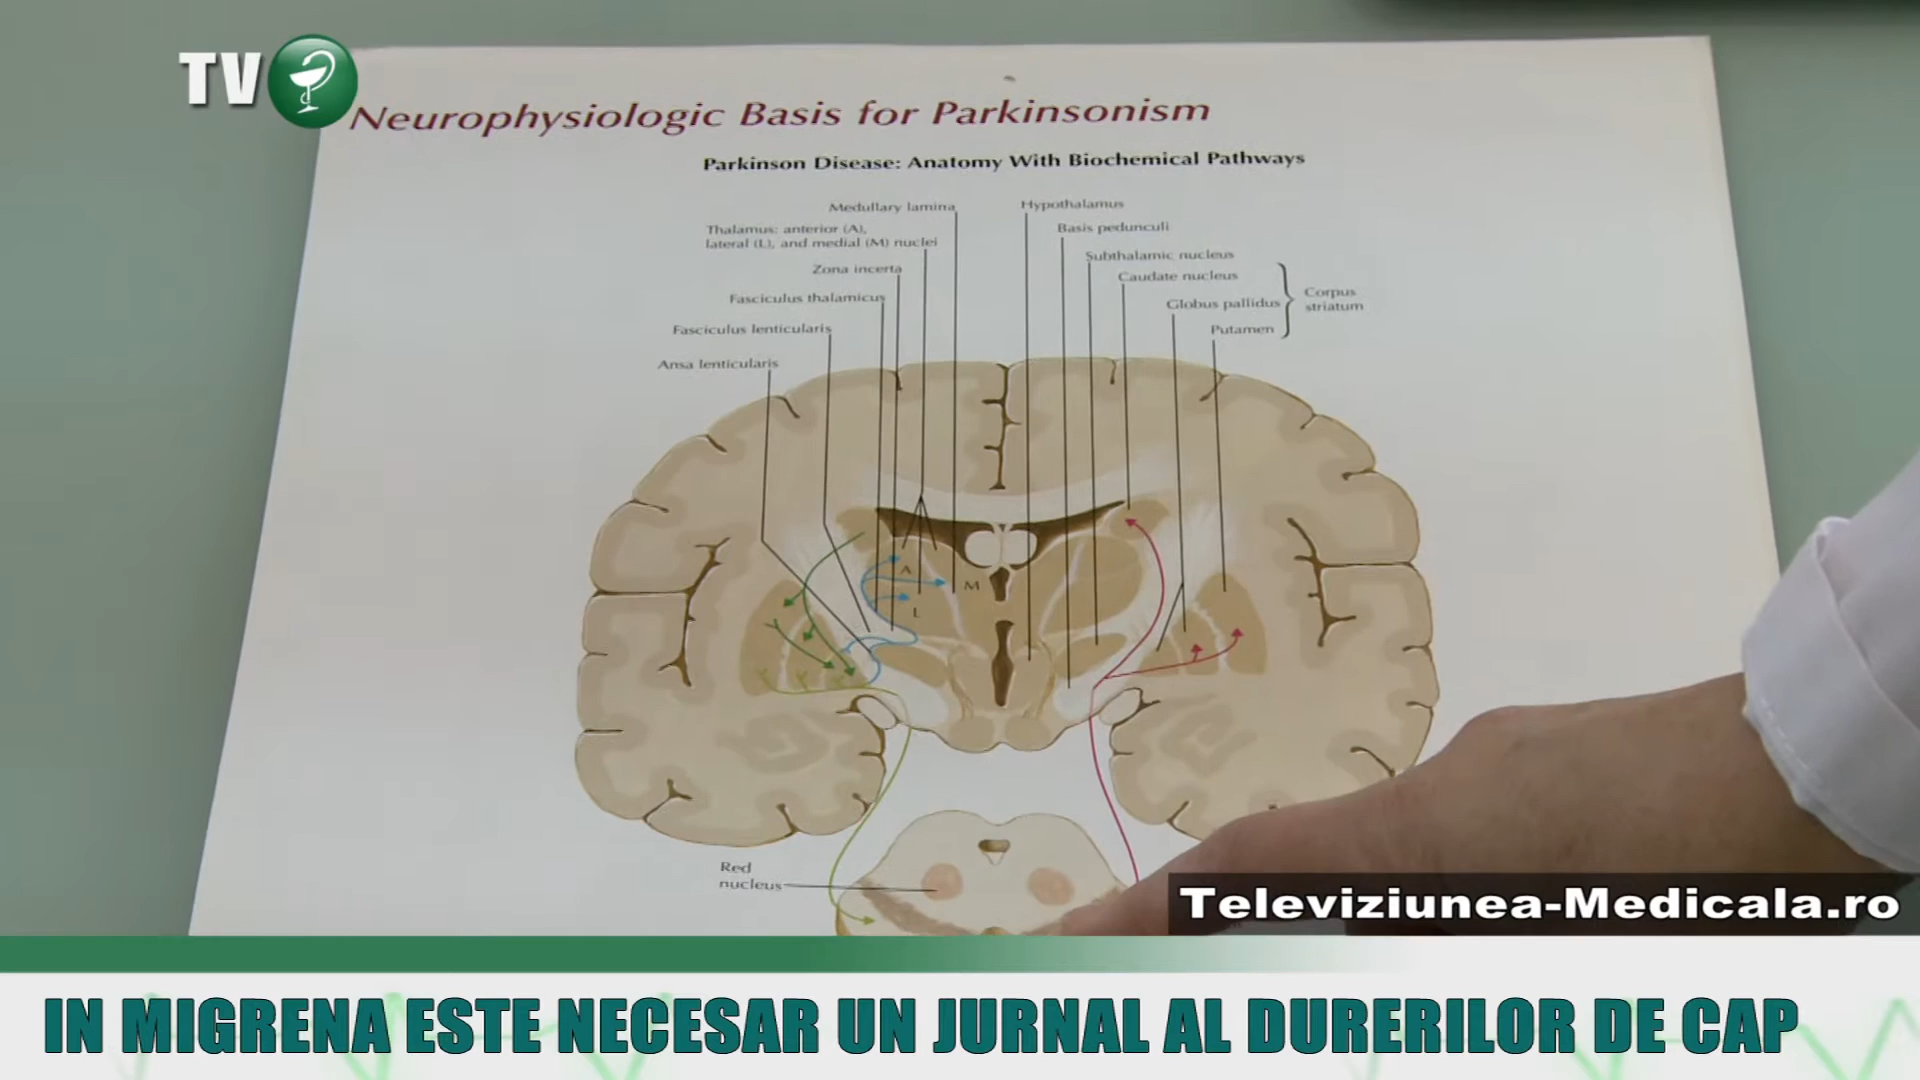 TV
Neurophysiologic Basis for Parkinsonism
Parkinson Disease: Anatomy With Biochemical Pathways
Medullary lamina
Hypothalamus
Thalamus: anterior (A),
lateral (L), and medial (M) nuclei
Basis pedunculi
Zona incerta
Subthalamic nucleus
Caudate nucleus
Fasciculus thalamicus
Globus pallidus
Corpus
striatum
Fasciculus lenticularis
Putamen
Ansa lenticularis
A
M
L
Red
nucleus
Televiziunea-Medicala.ro
IN MIGRENA ESTE NECESAR UN JURNAL AL DURERILOR DE CAP